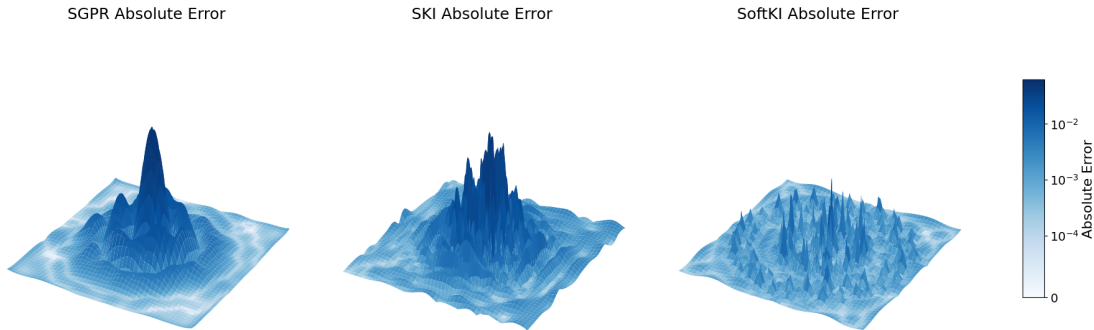 SGPR Absolute Error
SKI Absolute Error
SoftKI Absolute Error
10⁻²
10⁻³
10⁻⁴
0
Absolute Error